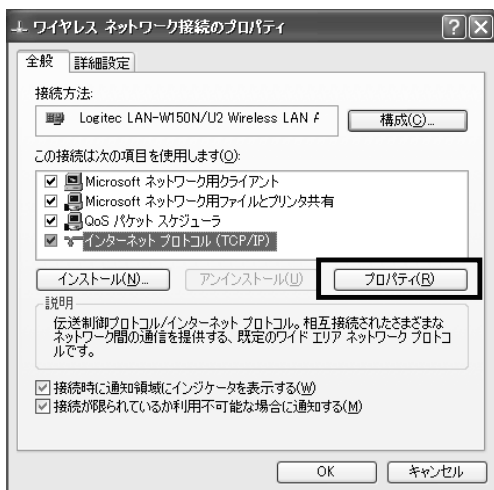 ワイヤレス ネットワーク接続のプロパティ
全般 詳細設定
接続方法:
Logitec LAN-W150N/U2 Wireless LAN A
構成(C)...
この接続は次の項目を使用します(O):
Microsoft ネットワーク用クライアント
Microsoft ネットワーク用ファイルとプリンタ共有
QoS パケット スケジューラ
インターネット プロトコル (TCP/IP)
インストール(N)... アンインストール(U) プロパティ(R)
説明
伝送制御プロトコル/インターネット プロトコル。相互接続されたさまざまな
ネットワーク間の通信を提供する、既定のワイド エリア ネットワーク プロトコ
ルです。
接続時に通知領域にインジケータを表示する(W)
接続が限られているか利用不可能な場合に通知する(M)
OK キャンセル